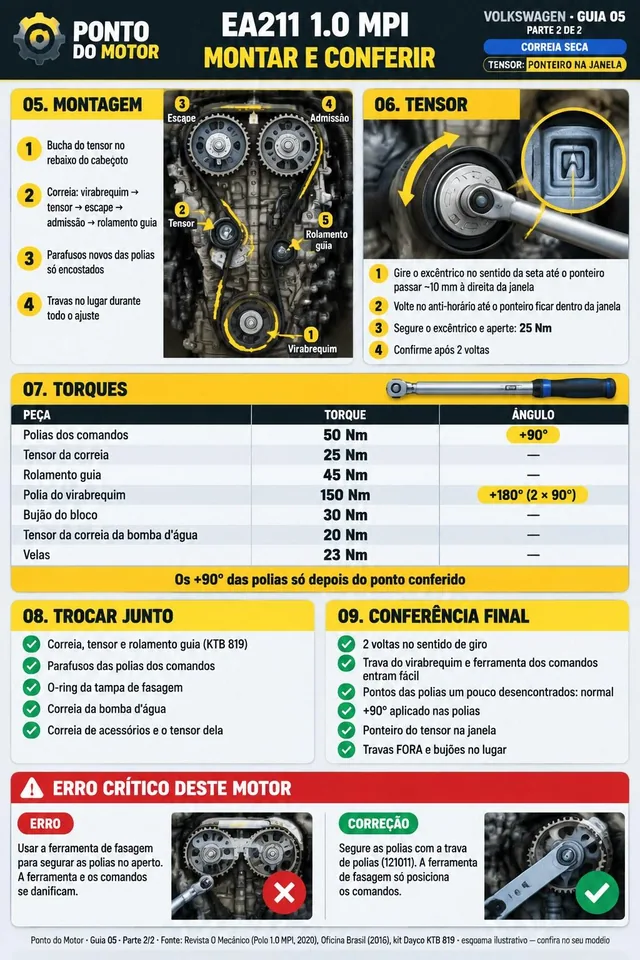 PONTO
DO MOTOR
EA211 1.0 MPI
MONTAR E CONFERIR
VOLKSWAGEN · GUIA 05
PARTE 2 DE 2
CORREIA SECA
TENSOR: PONTEIRO NA JANELA
05. MONTAGEM
1 Bucha do tensor no
rebaixo do cabeçoto
2 Correia: virabrequim →
tensor → escape →
admissão → rolamento guia
3 Parafusos novos das polias
só encostados
4 Travas no lugar durante
todo o ajuste
3
Escape
4
Admissão
2
Tensor
5
Rolamento
guia
1
Virabrequim
06. TENSOR
1 Gire o excêntrico no sentido da seta até o ponteiro
passar ~10 mm à direita da janela
2 Volte no anti-horário até o ponteiro ficar dentro da janela
3 Segure o excêntrico e aperte: 25 Nm
4 Confirme após 2 voltas
07. TORQUES
PEÇA TORQUE ÂNGULO
Polias dos comandos 50 Nm +90°
Tensor da correia 25 Nm —
Rolamento guia 45 Nm —
Polia do virabrequim 150 Nm +180° (2 × 90°)
Bujão do bloco 30 Nm —
Tensor da correia da bomba d'água 20 Nm —
Velas 23 Nm —
Os +90° das polias só depois do ponto conferido
08. TROCAR JUNTO
Correia, tensor e rolamento guia (KTB 819)
Parafusos das polias dos comandos
O-ring da tampa de fasagem
Correia da bomba d'água
Correia de acessórios e o tensor dela
09. CONFERÊNCIA FINAL
2 voltas no sentido de giro
Trava do virabrequim e ferramenta dos comandos
entram fácil
Pontos das polias um pouco desencontrados: normal
+90° aplicado nas polias
Ponteiro do tensor na janela
Travas FORA e bujões no lugar
ERRO CRÍTICO DESTE MOTOR
ERRO
Usar a ferramenta de fasagem
para segurar as polias no aperto.
A ferramenta e os comandos
se danificam.
CORREÇÃO
Segure as polias com a trava
de polias (121011). A ferramenta
de fasagem só posiciona
os comandos.
Ponto do Motor · Guia 05 · Parte 2/2 · Fonte: Revista O Mecânico (Polo 1.0 MPI, 2020), Oficina Brasil (2016), kit Dayco KTB 819 · esquema ilustrativo — confira no seu moddio